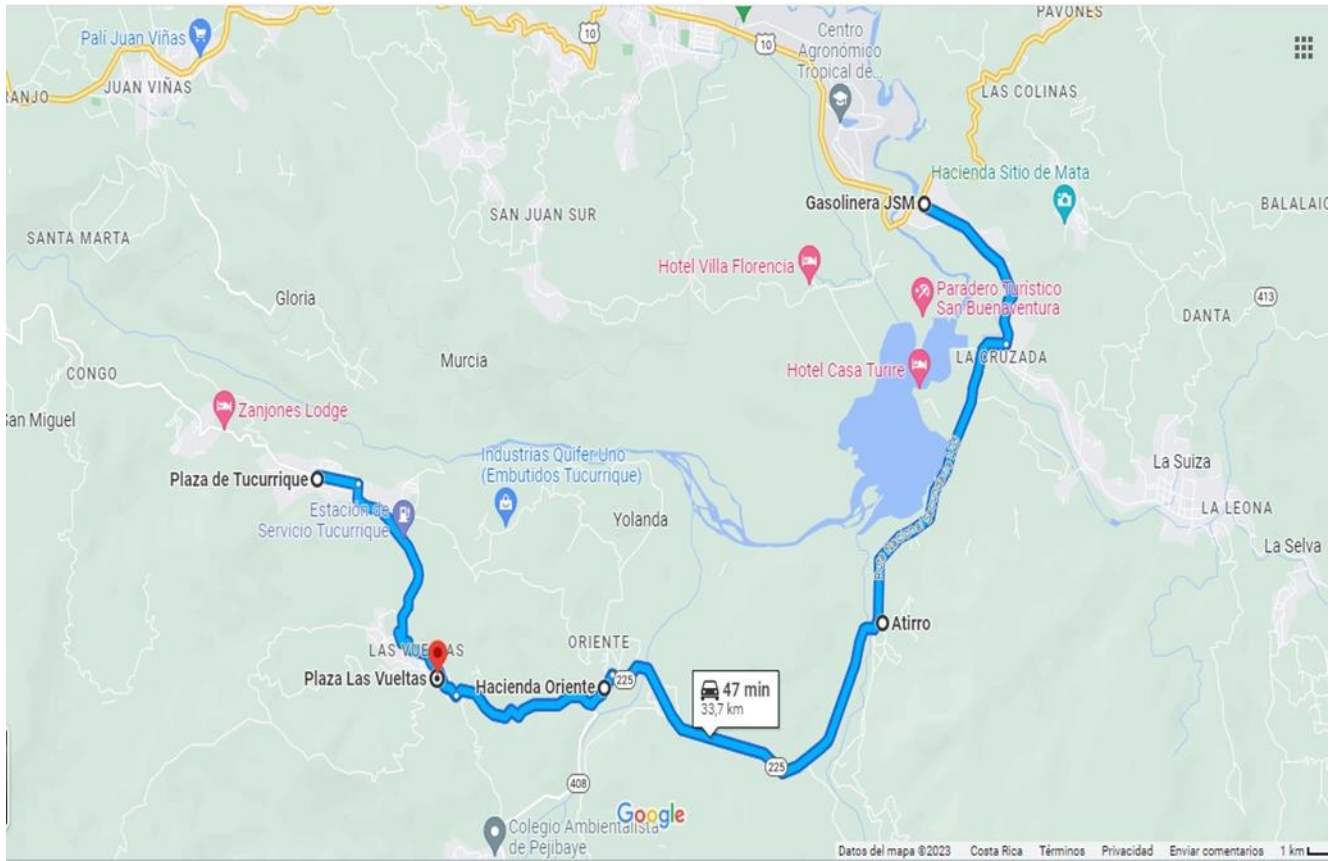 PAVONES
Centro
Agronómico
Tropical de...
10
10
Palí Juan Viñas
JUAN VIÑAS
LAS COLINAS
Hacienda Sitio de Mata
Gasolinera JSM
BALALAIC
SAN JUAN SUR
SANTA MARTA
Hotel Villa Florencia
Paradero Turístico
San Buenaventura
Gloria
413
DANTA
Murcia
LA CRUZADA
Hotel Casa Turire
CONGO
Zanjones Lodge
San Miguel
Industrias Quifer Uno
(Embutidos Tucurrique)
La Suiza
Plaza de Tucurrique
Estación de
Servicio Tucurrique
Yolanda
LA LEONA
La Selva
Atirro
ORIENTE
LAS VUELTAS
Plaza Las Vueltas
Hacienda Oriente
225
47 min
33,7 km
225
408
Google
Colegio Ambientalista
de Pejibaye
Datos del mapa ©2023 Costa Rica Términos Privacidad Enviar comentarios 1 km